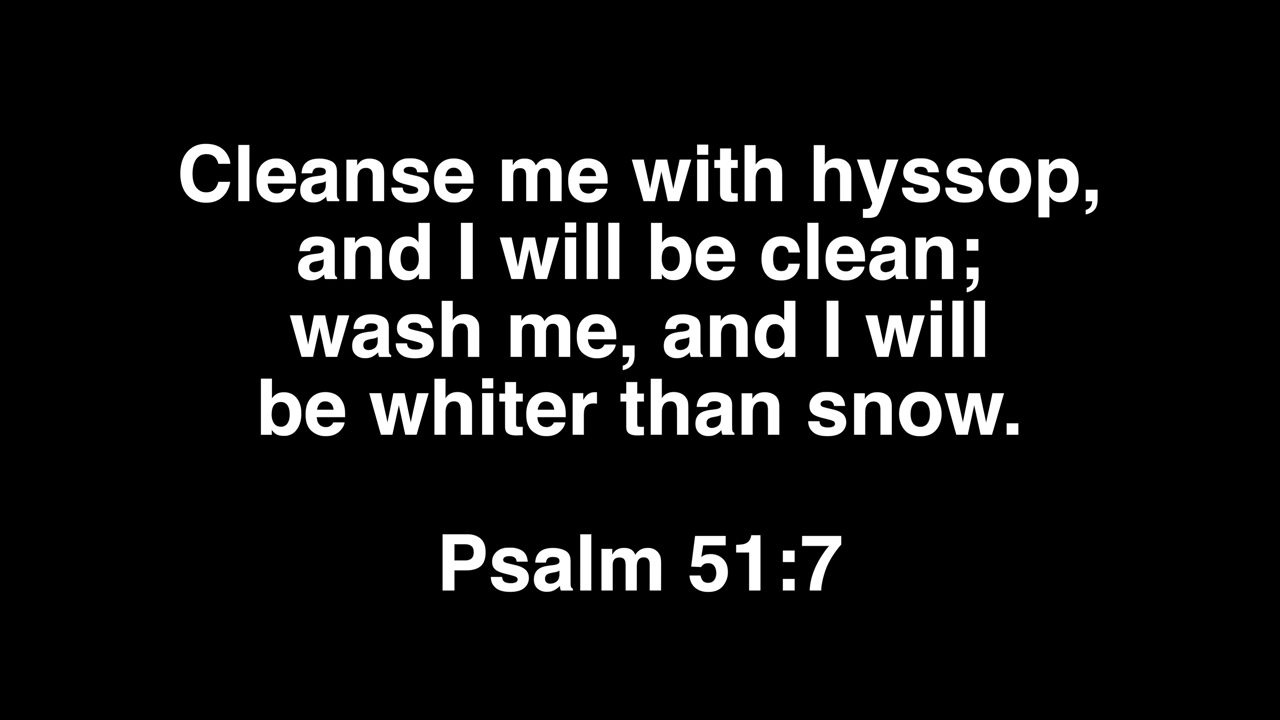 Cleanse me with hyssop,
and I will be clean;
wash me, and I will
be whiter than snow.
Psalm 51:7